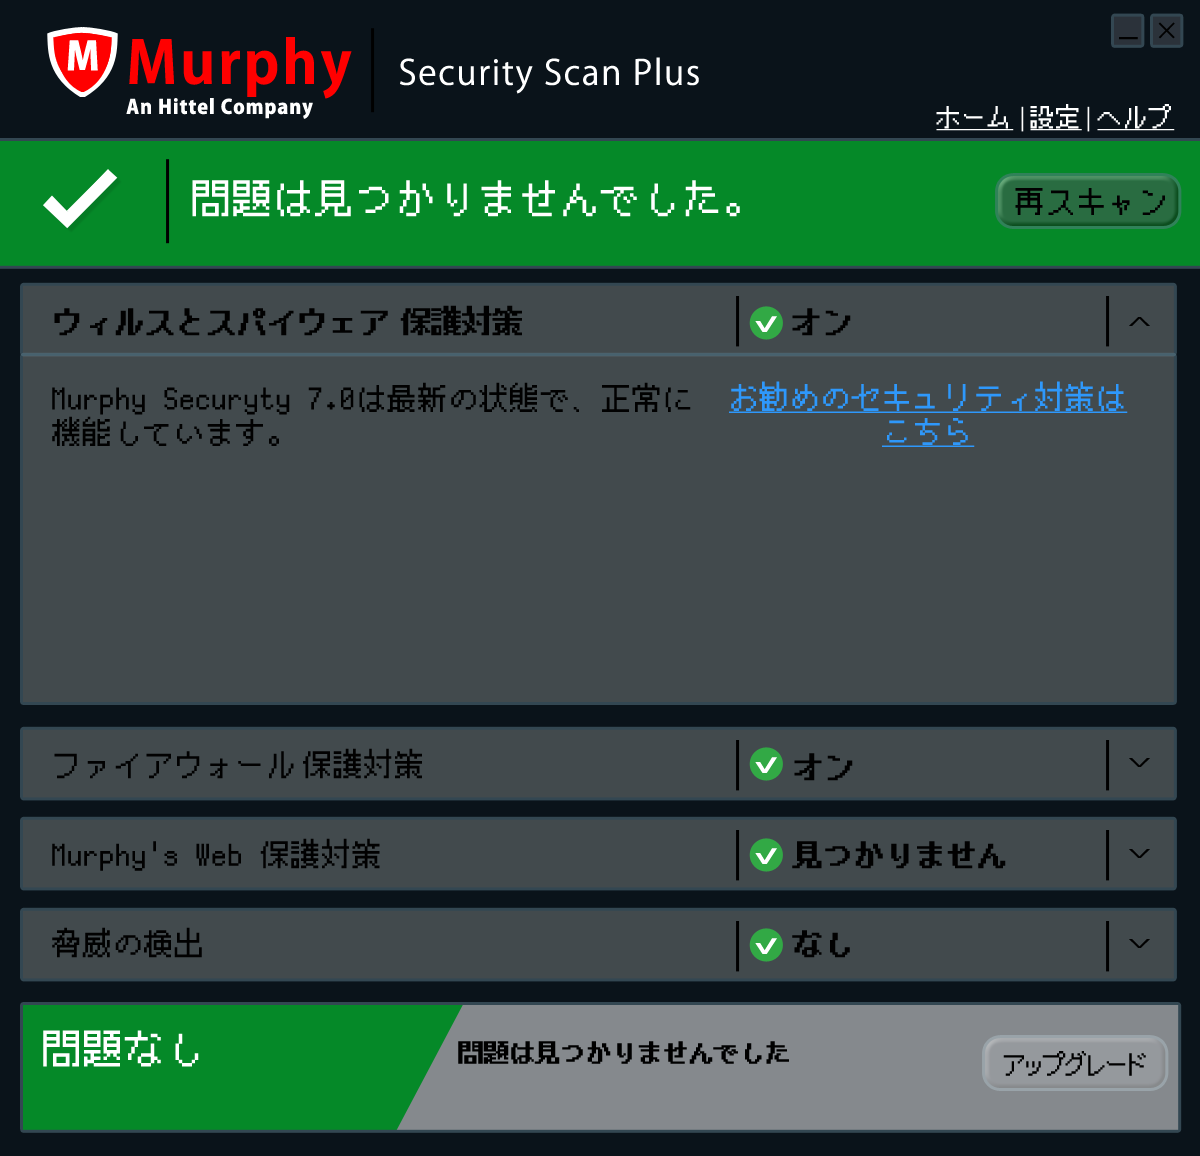 M Murphy
An Hittel Company
Security Scan Plus
ホーム|設定|ヘルプ
問題は見つかりませんでした。
再スキャン
ウィルスとスパイウェア 保護対策
オン
Murphy Securyty 7.0は最新の状態で、正常に
機能しています。
お勧めのセキュリティ対策は
こちら
ファイアウォール 保護対策
オン
Murphy's Web 保護対策
見つかりません
脅威の検出
なし
問題なし
問題は見つかりませんでした
アップグレード